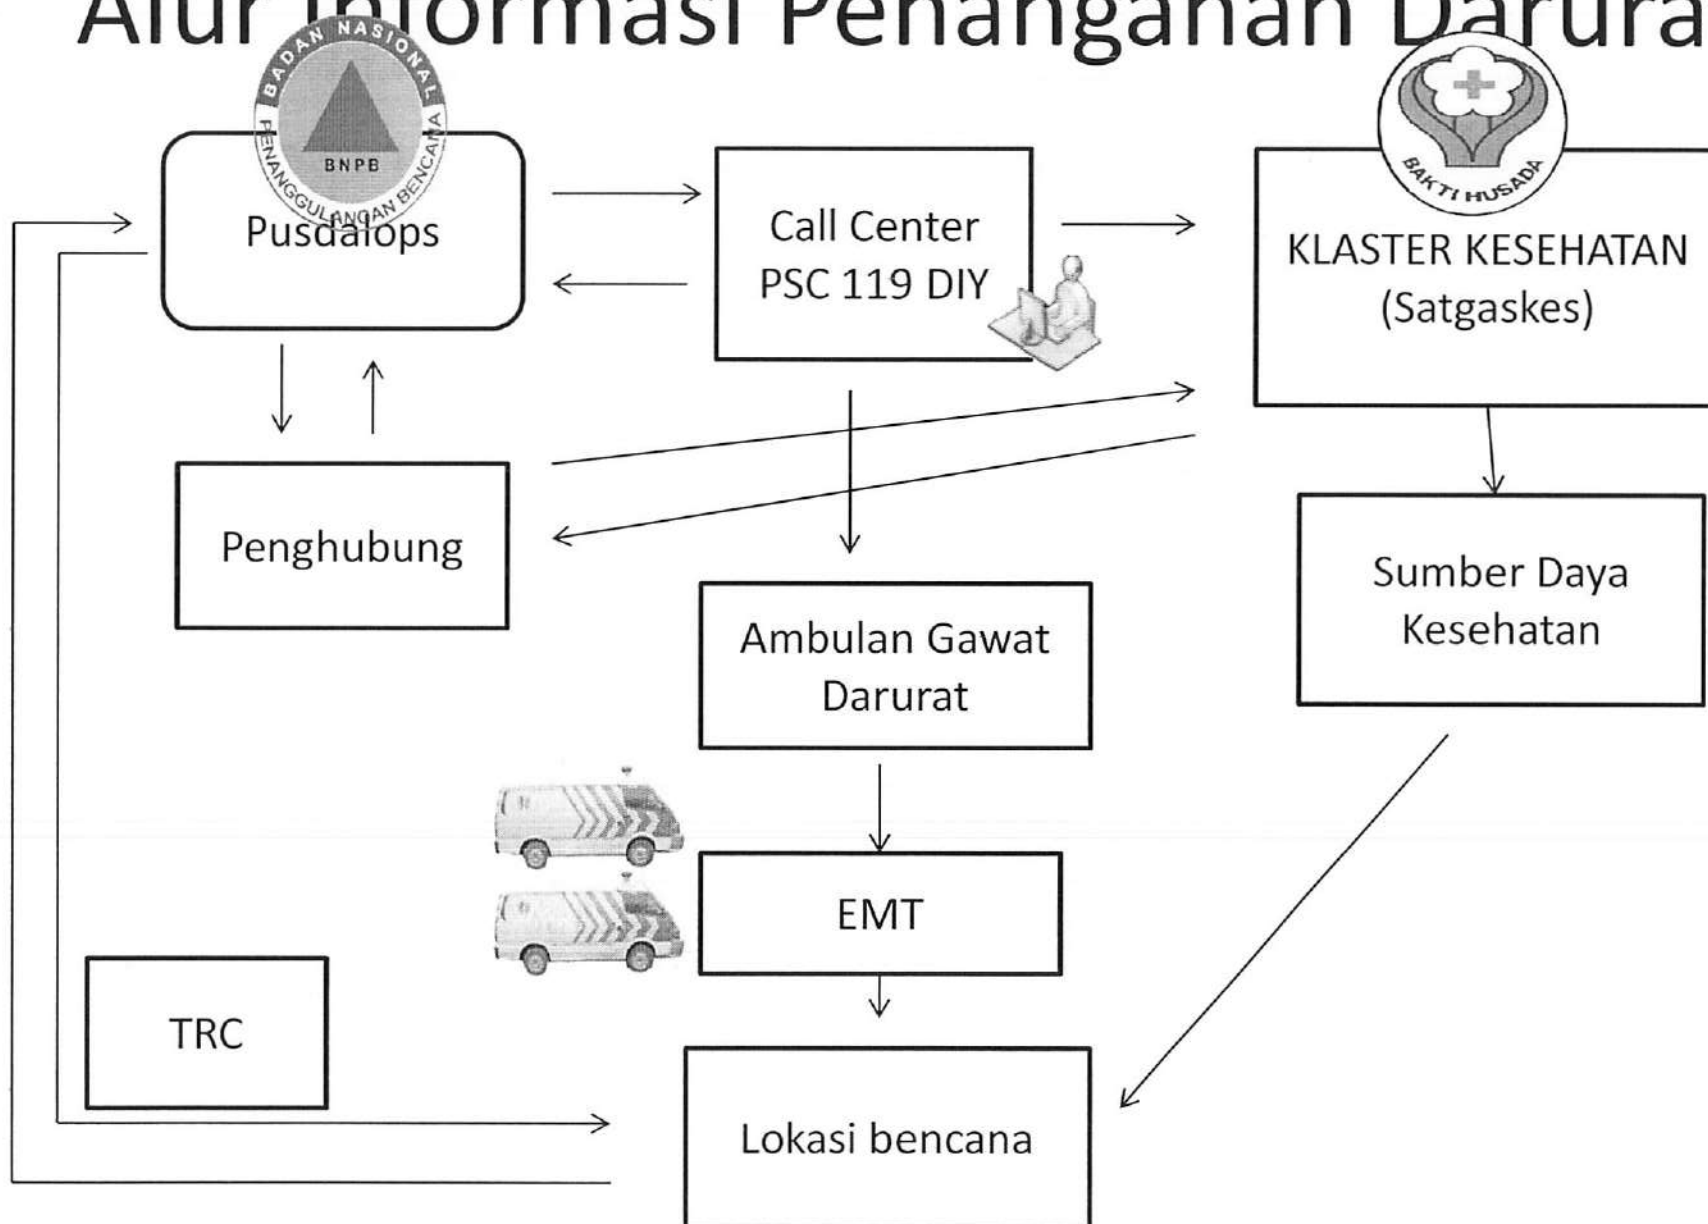 Alur Informasi Penanganan Darura
BADAN NASIONAL
PENANGGULANGAN BENCANA
BNPB
Pusdalops
Call Center
PSC 119 DIY
BAKTI HUSADA
KLASTER KESEHATAN
(Satgaskes)
Penghubung
Sumber Daya
Kesehatan
Ambulan Gawat
Darurat
EMT
TRC
Lokasi bencana